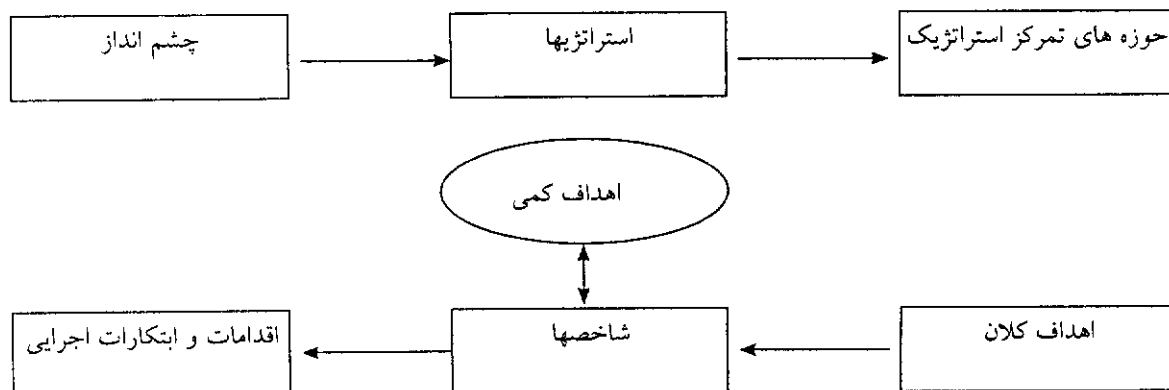 چشم انداز
استراتژیها
حوزه های تمرکز استراتژیک
اهداف کمی
اهداف کلان
شاخصها
اقدامات و ابتکارات اجرایی